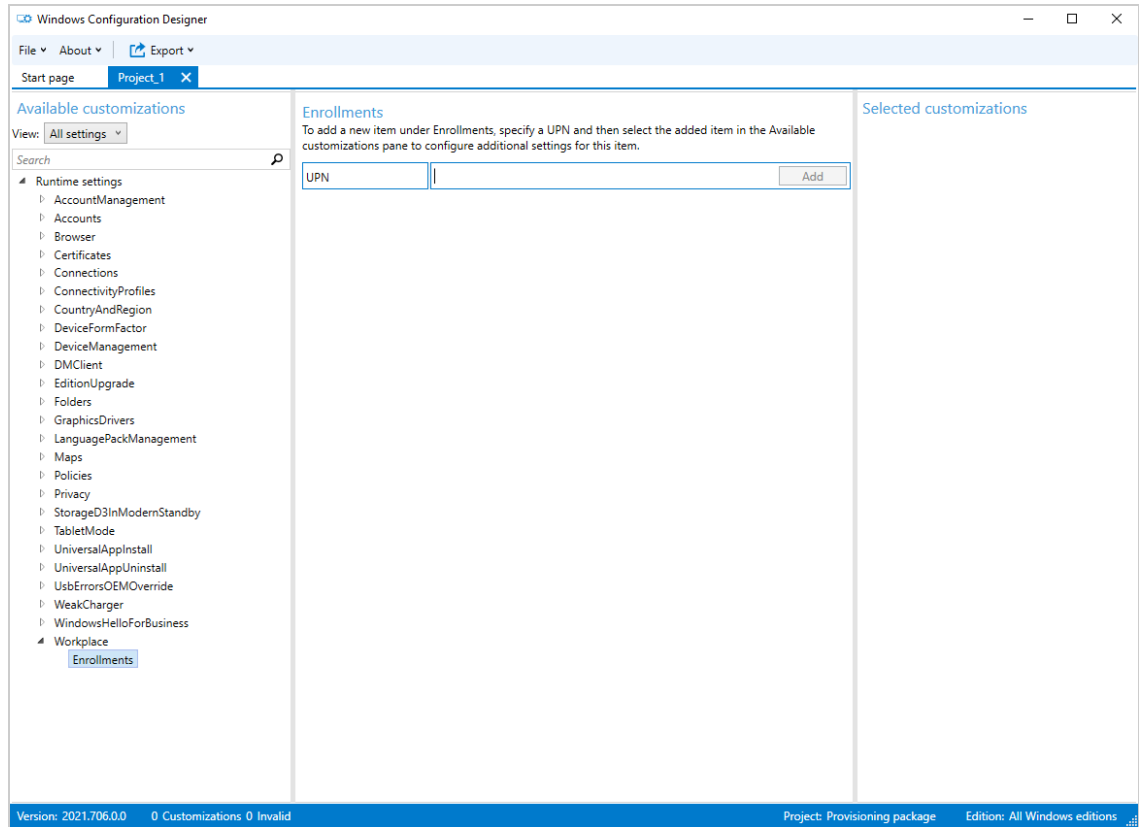 Windows Configuration Designer
File About Export
Start page Project_1
Available customizations
View: All settings
Search
Runtime settings
AccountManagement
Accounts
Browser
Certificates
Connections
ConnectivityProfiles
CountryAndRegion
DeviceFormFactor
DeviceManagement
DMClient
EditionUpgrade
Folders
GraphicsDrivers
LanguagePackManagement
Maps
Policies
Privacy
StorageD3InModernStandby
TabletMode
UniversalAppInstall
UniversalAppUninstall
UsbErrorsOEMOverride
WeakCharger
WindowsHelloForBusiness
Workplace
Enrollments
Enrollments
To add a new item under Enrollments, specify a UPN and then select the added item in the Available
customizations pane to configure additional settings for this item.
UPN Add
Selected customizations
Version: 2021.706.0.0 0 Customizations 0 Invalid Project: Provisioning package Edition: All Windows editions